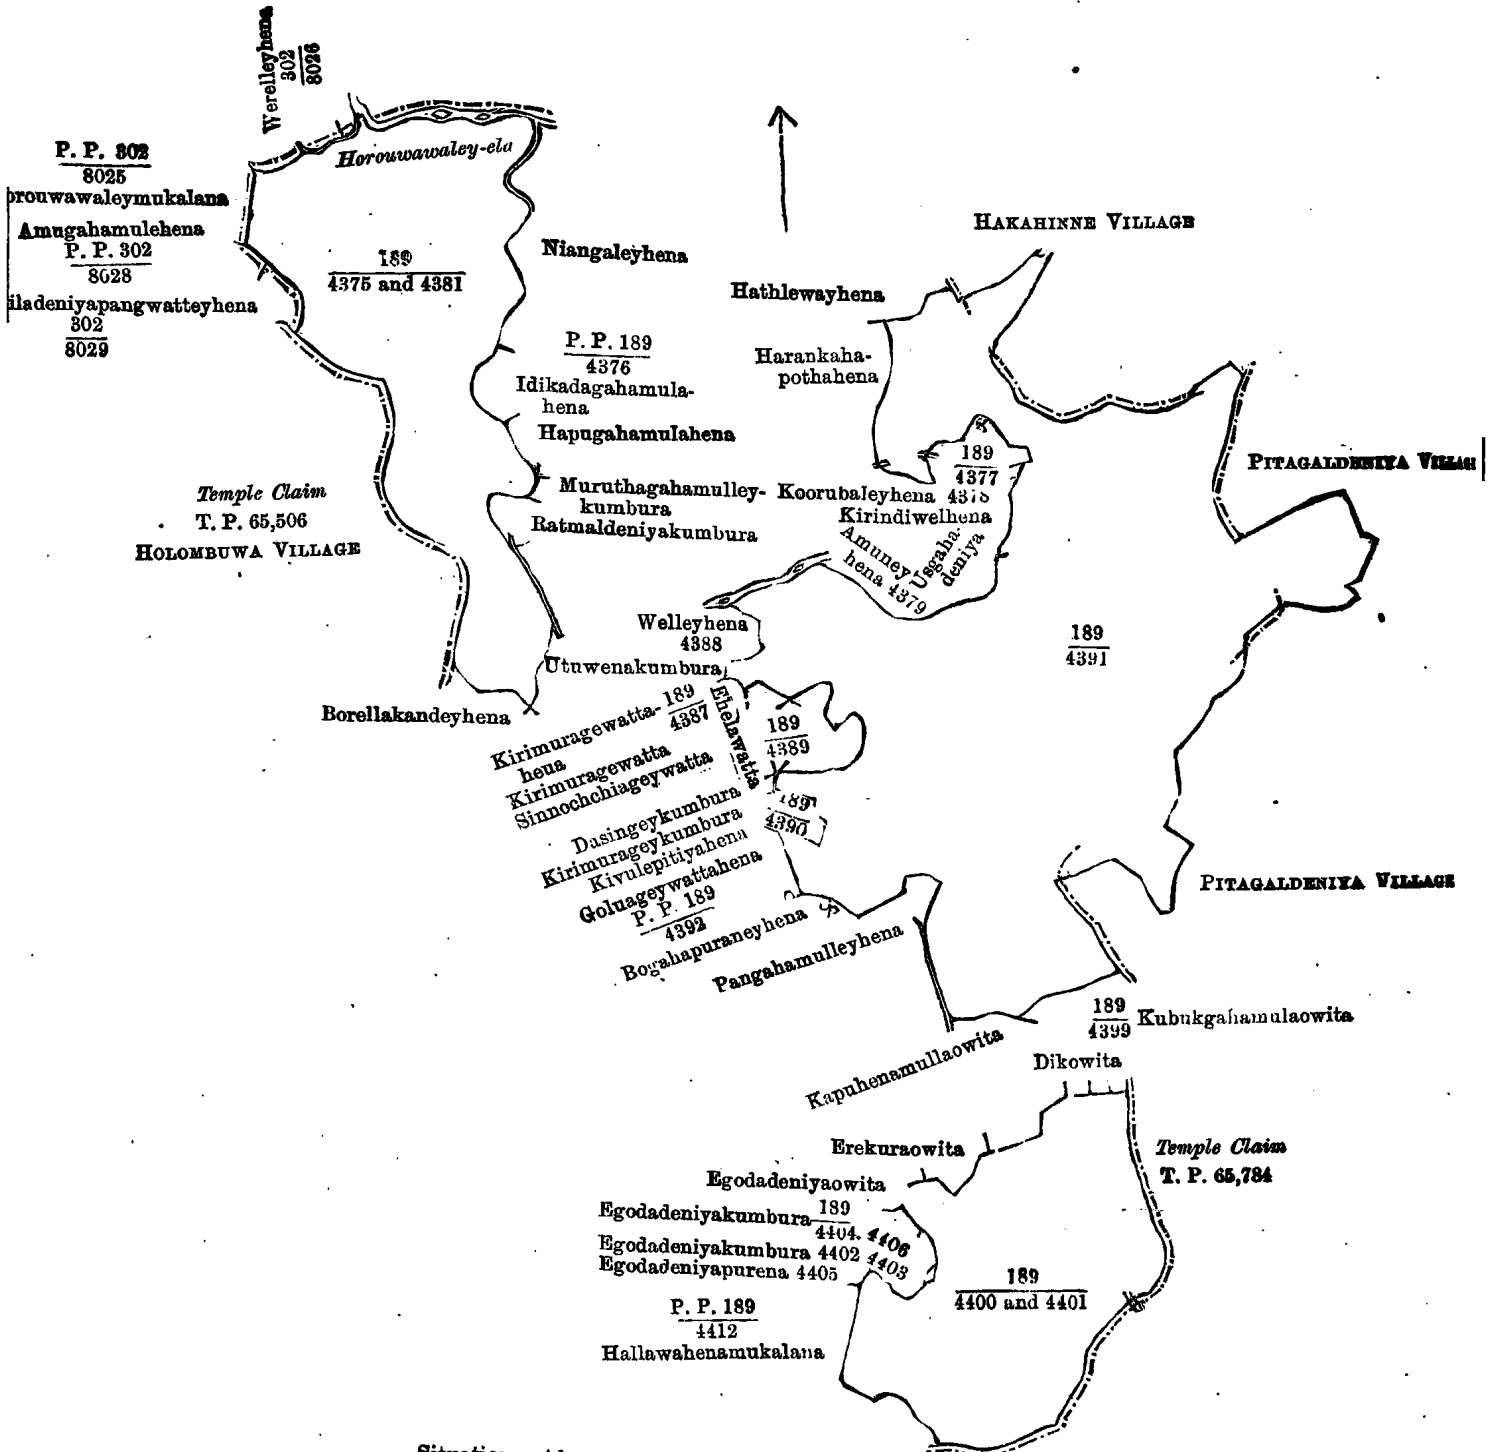 Werelleyhena
302
8026
P. P. 302
8025
orouwawaleymukalana
Amugahamulehena
P. P. 302
8028
iladeniyapangwatteyhena
302
8029
Horouwawaley-ela
189
4375 and 4381
Niangaleyhena
P. P. 189
4376
Idikadagahamula-
hena
Hapugahamulahena
Muruthagahamulley-
kumbura
Ratmaldeniyakumbura
Temple Claim
T. P. 65,506
HOLOMBUWA VILLAGE
Borellakandeyhena
HAKAHINNE VILLAGE
Hathlewayhena
Harankaha-
pothahena
189
4377
Koorubaleyhena 4378
Kirindiwelhena
Amuney
hena 4379
Usgaha-
deniya
PITAGALDENIYA
189
4391
Welleyhena
4388
Utuwenakumbura
Kirimuragewatta- 189
hena 4387
Ehelawatta
189
4389
Kirimuragewatta
Sinnochchiageywatta
Dasingeykumbura
189
4390
Kirimurageykumbura
Kivulepitiyahena
Goluageywattahena
P. P. 189
4392
Bogahapuraneyhena
Pangahamulleyhena
PITAGALDENIYA VILLAGE
189
4399
Kubukgahamulaowita
Kapuhenamullaowita
Dikowita
Erekuraowita
Temple Claim
T. P. 65,784
Egodadeniyaowita
Egodadeniyakumbura 189
4404. 4406
Egodadeniyakumbura 4402 4403
Egodadeniyapurena 4405
189
4400 and 4401
P. P. 189
4412
Hallawahenamukalana